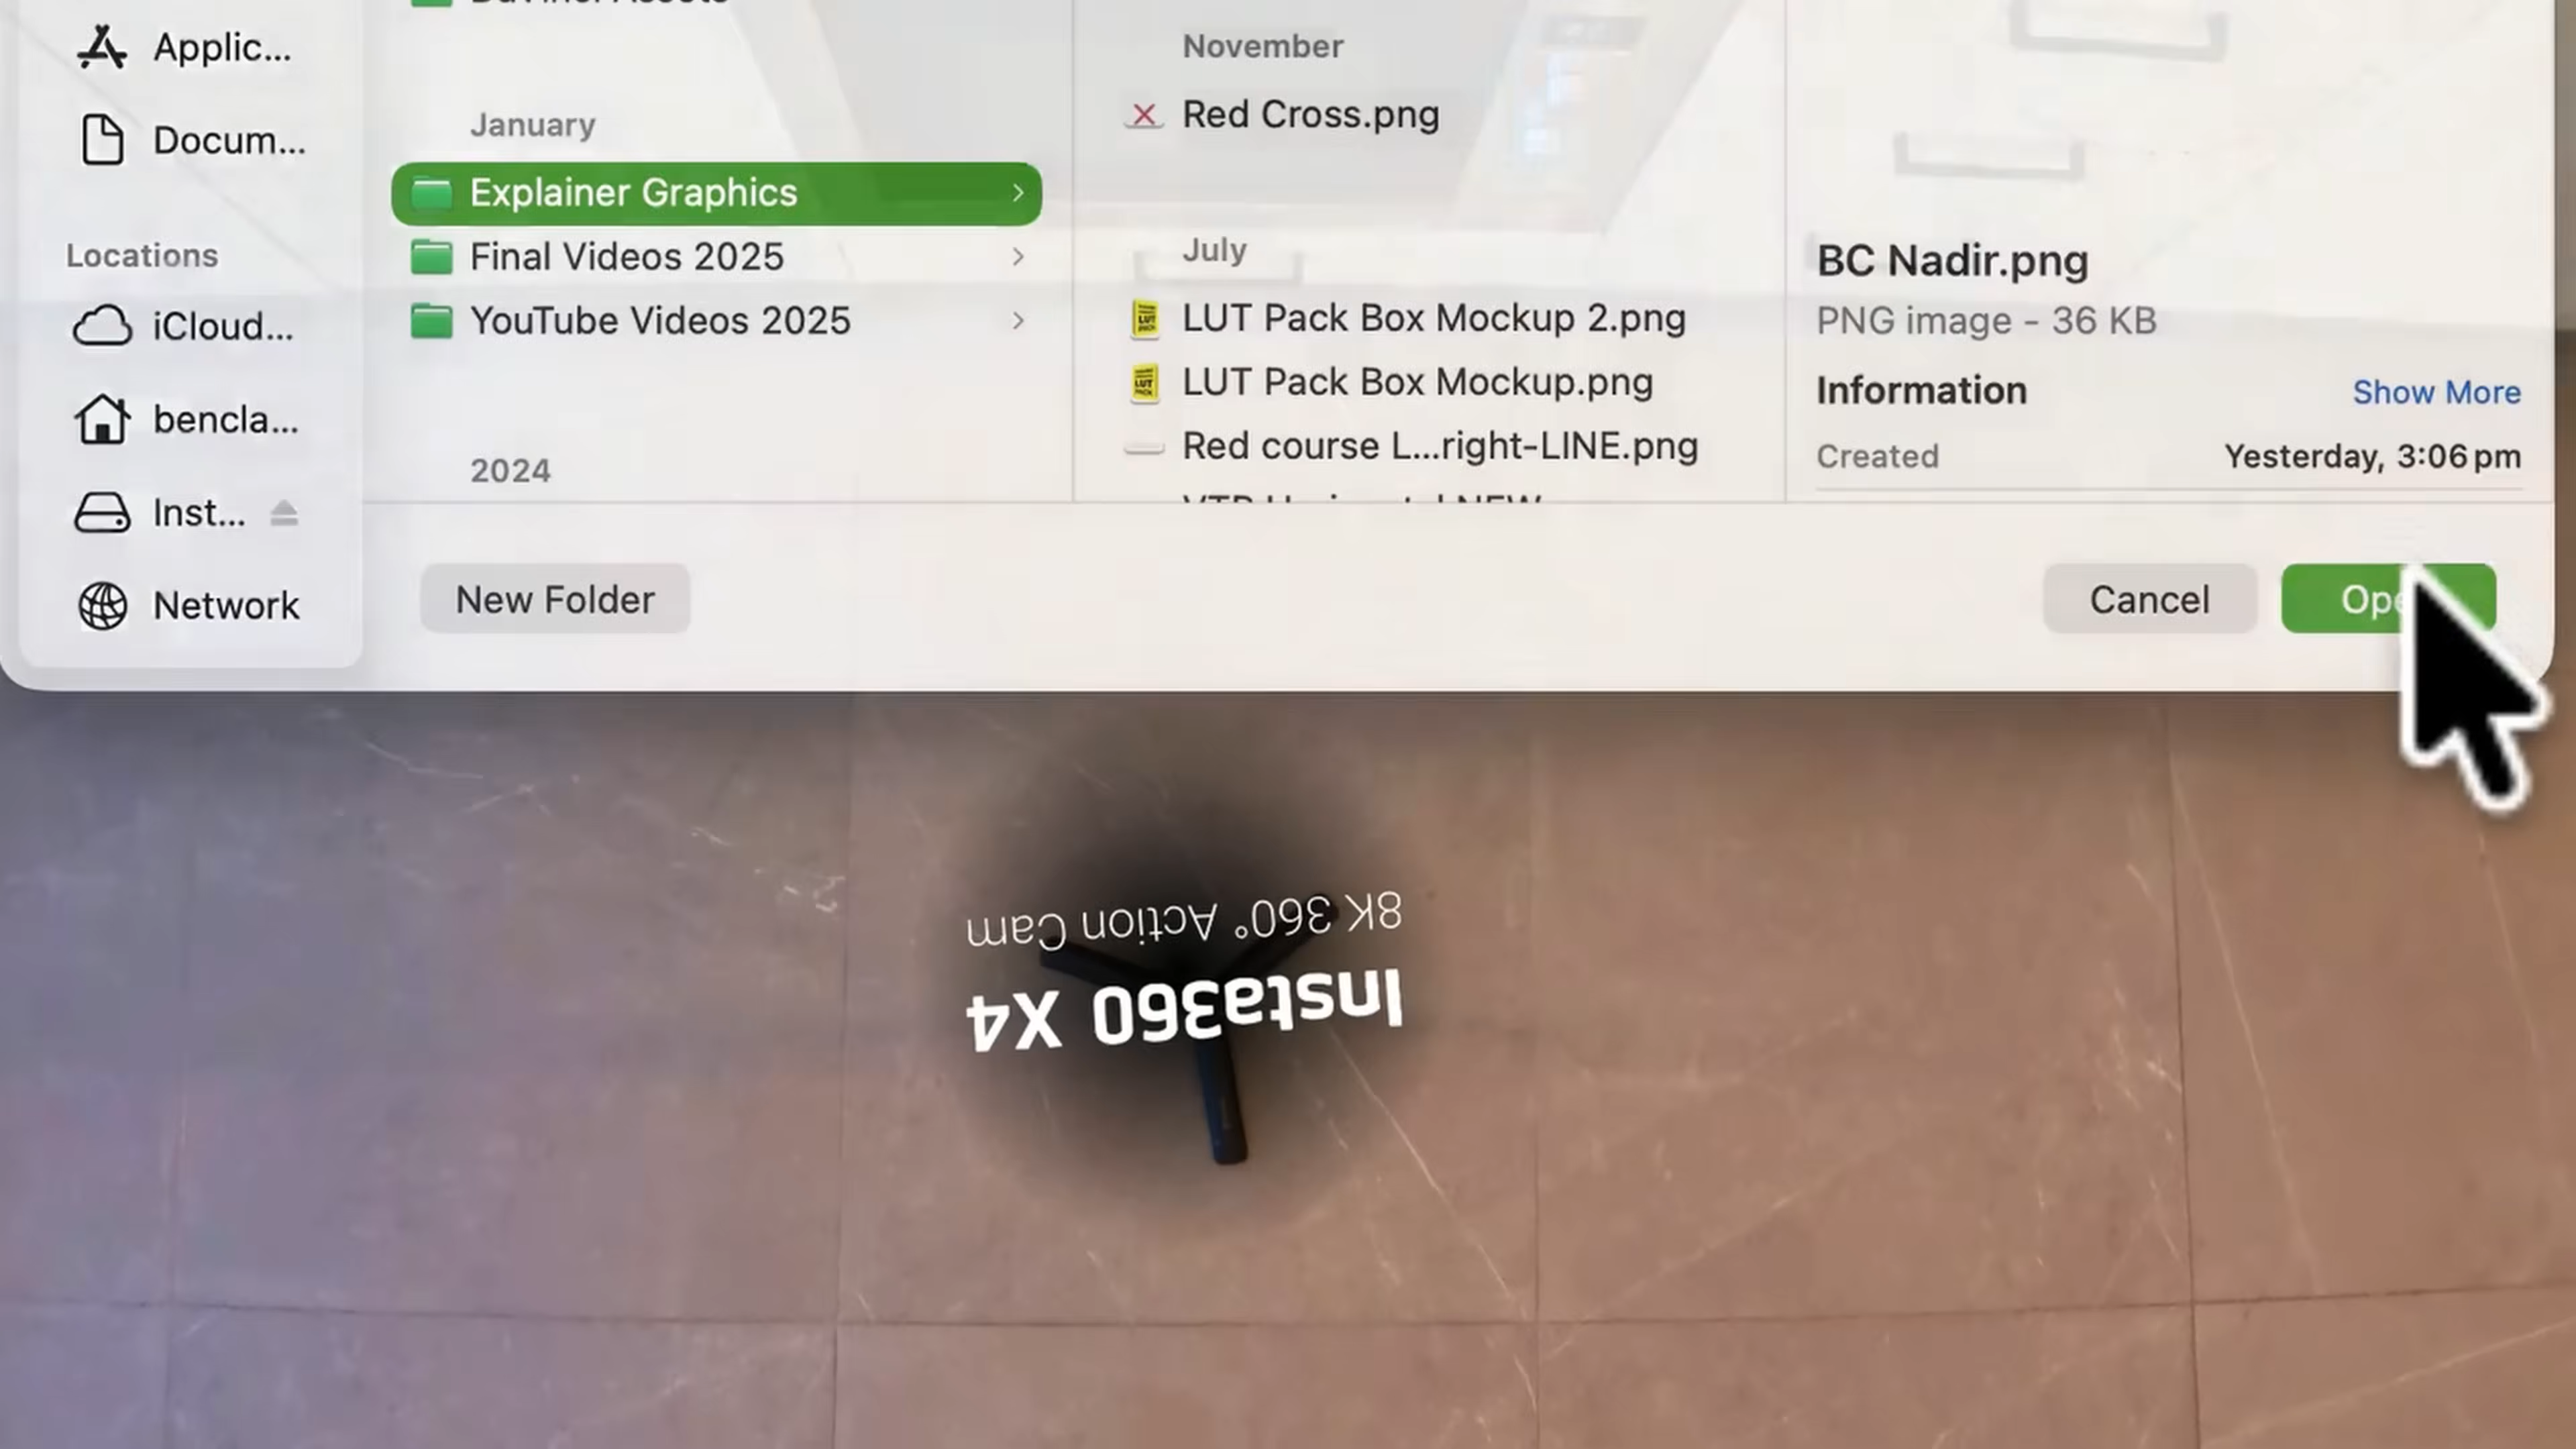 DaVinci Assets
Applic...
Docum...
January
Explainer Graphics
Final Videos 2025
YouTube Videos 2025
2024
Locations
iCloud...
bencla...
Inst...
Network
November
Red Cross.png
July
LUT Pack Box Mockup 2.png
LUT Pack Box Mockup.png
Red course L...right-LINE.png
BC Nadir.png
PNG image - 36 KB
Information
Show More
Created
Yesterday, 3:06 pm
New Folder
Cancel
Insta360 X4
8K 360° Action Cam